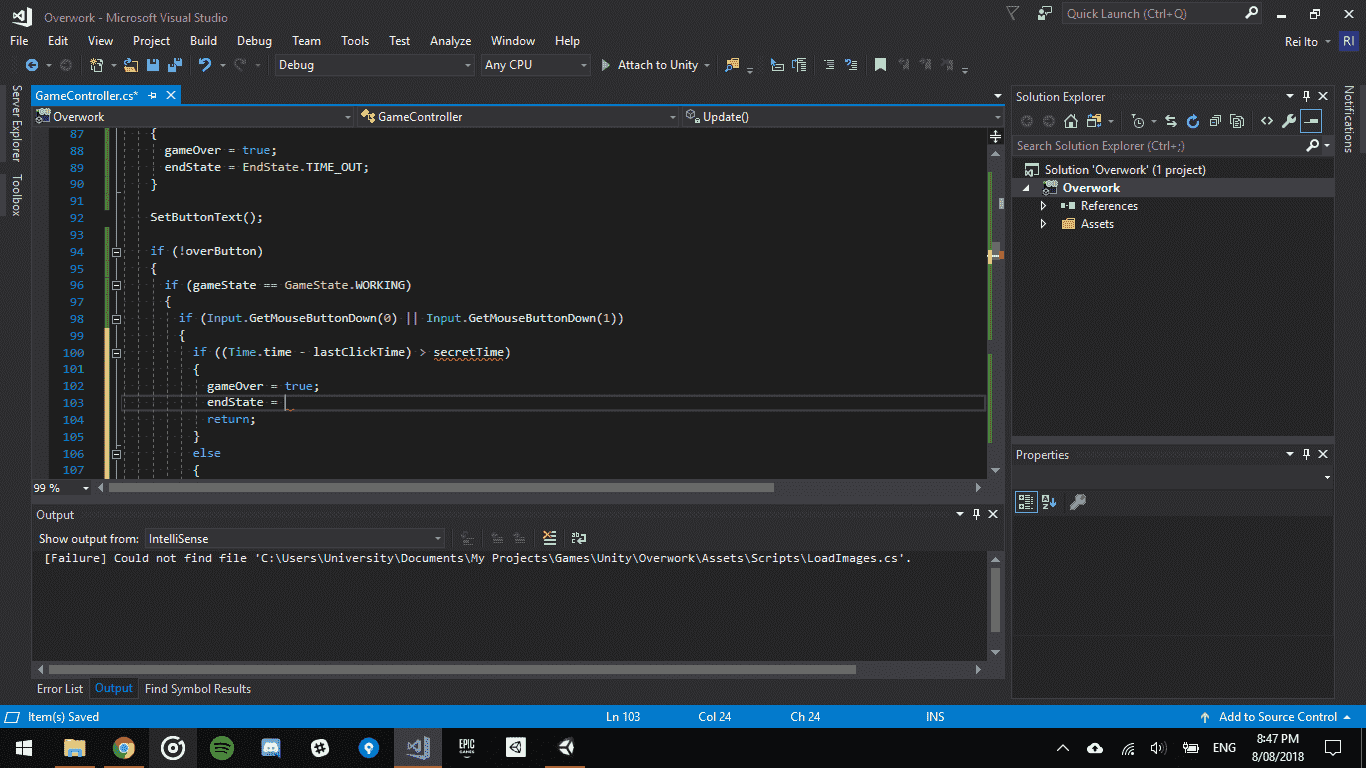 Overwork - Microsoft Visual Studio
Quick Launch (Ctrl+Q)
File Edit View Project Build Debug Team Tools Test Analyze Window Help
Rei Ito RI
Debug Any CPU Attach to Unity
Server Explorer
Toolbox
GameController.cs*
Overwork GameController Update()
87 {
88 gameOver = true;
89 endState = EndState.TIME_OUT;
90 }
91
92 SetButtonText();
93
94 if (!overButton)
95 {
96 if (gameState == GameState.WORKING)
97 {
98 if (Input.GetMouseButtonDown(0) || Input.GetMouseButtonDown(1))
99 {
100 if ((Time.time - lastClickTime) > secretTime)
101 {
102 gameOver = true;
103 endState =
104 return;
105 }
106 else
107 {
99 %
Output
Show output from: IntelliSense
[Failure] Could not find file 'C:\Users\University\Documents\My Projects\Games\Unity\Overwork\Assets\Scripts\LoadImages.cs'.
Error List Output Find Symbol Results
Solution Explorer
Search Solution Explorer (Ctrl+;)
Solution 'Overwork' (1 project)
Overwork
References
Assets
Properties
Notifications
Item(s) Saved Ln 103 Col 24 Ch 24 INS Add to Source Control
EPIC GAMES
ENG
8:47 PM
8/08/2018